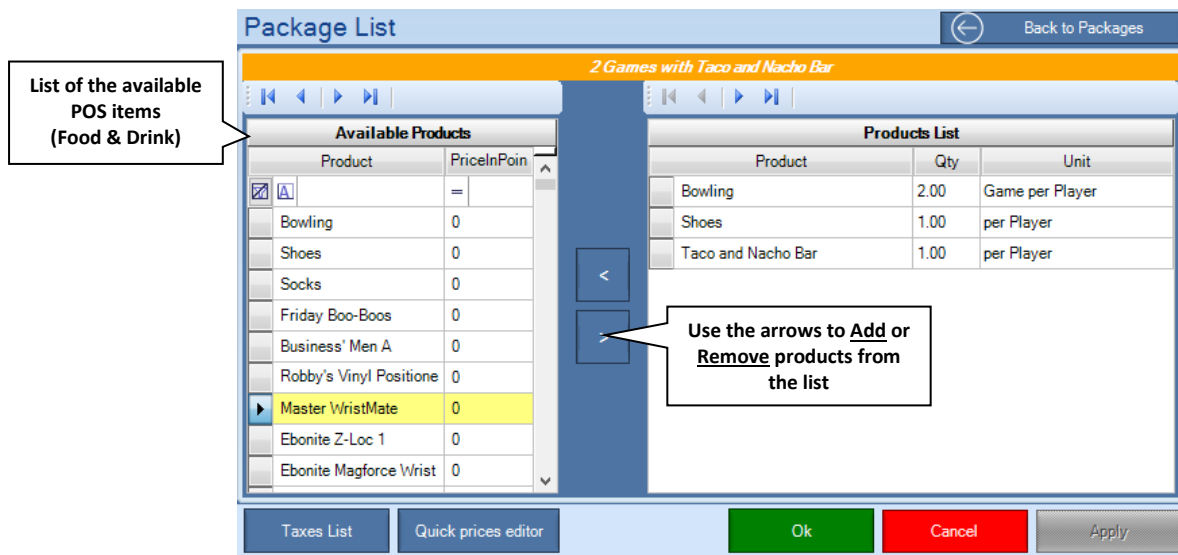 Package List
Back to Packages
2 Games with Taco and Nacho Bar
List of the available
POS items
(Food & Drink)
Available Products
Product PriceInPoin
A =
Bowling 0
Shoes 0
Socks 0
Friday Boo-Boos 0
Business' Men A 0
Robby's Vinyl Positione 0
Master WristMate 0
Ebonite Z-Loc 1 0
Ebonite Magforce Wrist 0
<
>
Use the arrows to Add or
Remove products from
the list
Products List
Product Qty Unit
Bowling 2.00 Game per Player
Shoes 1.00 per Player
Taco and Nacho Bar 1.00 per Player
Taxes List
Quick prices editor
Ok
Cancel
Apply